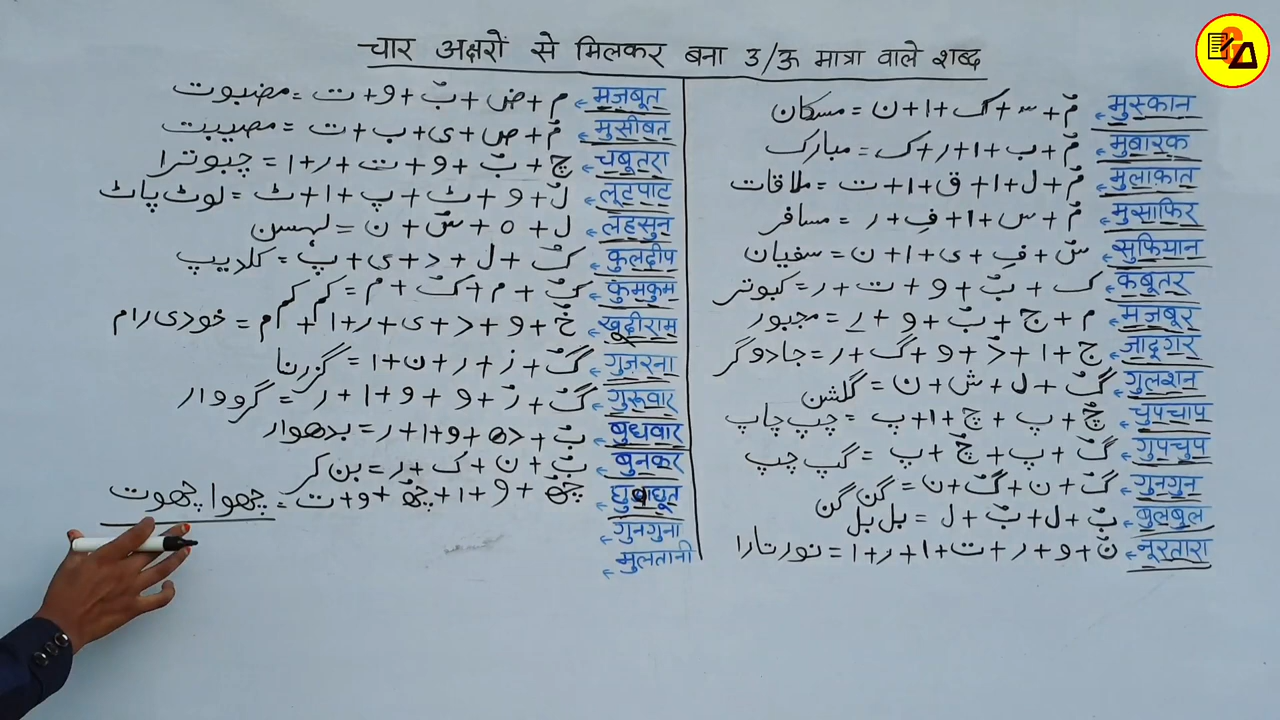 चार अक्षरों से मिलकर बना उ/ऊ मात्रा वाले शब्द
मुस्कान م + س + ک + ا + ن = مسکان
मुबारक مُ + ب + ا + ر + ک = مبارک
मुलाक़ात مُ + ل + ا + ق + ا + ت = ملاقات
मुसाफिर مُ + س + ا + فِ + ر = مسافر
सुफियान سُ + فِ + ی + ا + ن = سفیان
कबूतर ک + بُ + و + ت + ر = کبوتر
मजबूर م + ج + بُ + و + ر = مجبور
जादूगर ج + ا + دُ + و + گ + ر = جادوگر
गुलशन گُ + ل + ش + ن = گلشن
चुपचाप چُ + پ + چ + ا + پ = چپ چاپ
गुपचुप گُ + پ + چُ + پ = گپ چپ
गुनगुन گُ + ن + گُ + ن = گن گن
बुलबुल بُ + ل + بُ + ل = بل بل
नूरतारा نُ + و + ر + ت + ا + ر + ا = نورتارا
मज़बूत م + ض + بُ + و + ت = مضبوت
मुसीबत مُ + ص + ی + ب + ت = مصیبت
चबूतरा چ + بُ + و + ت + ر + ا = چبوترا
लूटपाट لُ + و + ٹ + پ + ا + ٹ = لوٹ پاٹ
लहसुन ل + ہ + سُ + ن = لہسن
कुलदीप کُ + ل + د + ی + پ = کلدیپ
कुमकुम کُ + م + کُ + م = کم کم
खूदीराम خُ + و + د + ی + ر + ا + م = خودی رام
गुज़रना گُ + ز + ر + ن + ا = گزرنا
गुरूवार گُ + رُ + و + و + ا + ر = گرووار
बुधवार بُ + دھ + و + ا + ر = بدھوار
बुनकर بُ + ن + ک + ر = بن کر
چھُ + و + ا + چھُ + و + ت = چھوا چھوت
गुनगुना
मुलतानी